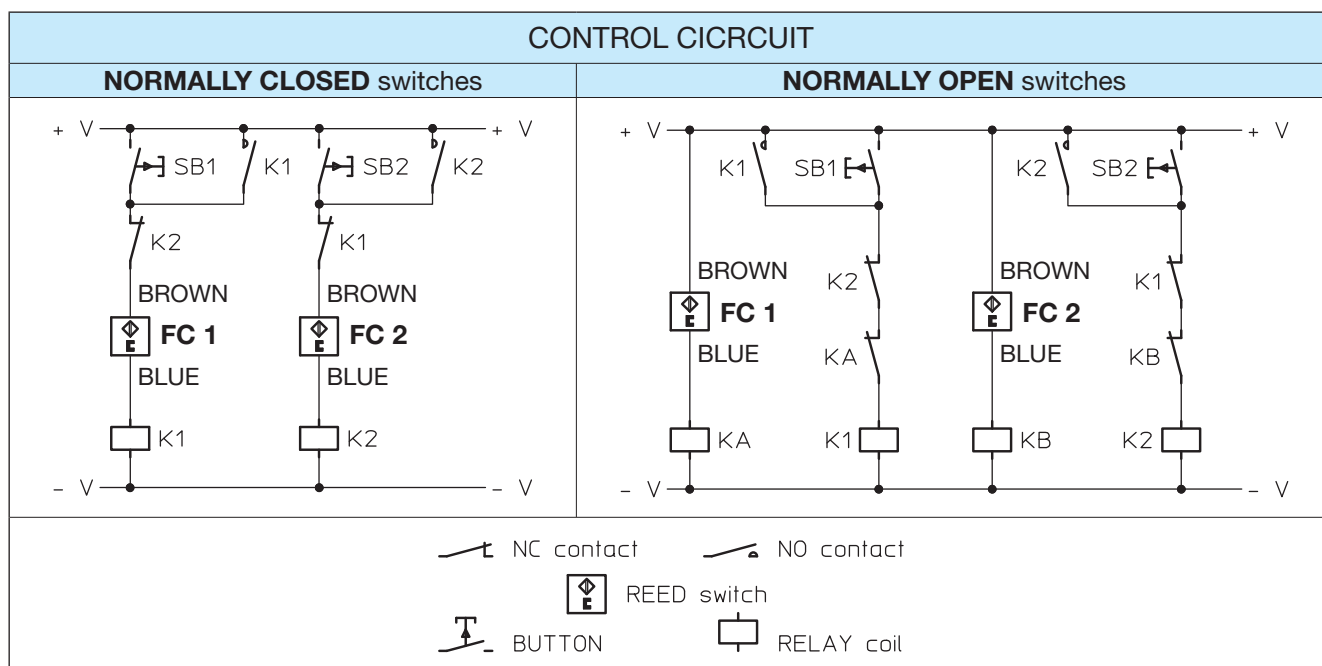 CONTROL CICRCUIT
NORMALLY CLOSED switches
NORMALLY OPEN switches
+ V + V
SB1 K1 SB2 K2
K2 K1
BROWN BROWN
FC 1 FC 2
BLUE BLUE
K1 K2
- V - V
+ V + V
K1 SB1 K2 SB2
BROWN K2 BROWN K1
FC 1 FC 2
BLUE KA BLUE KB
KA K1 KB K2
- V - V
NC contact NO contact
REED switch
BUTTON RELAY coil